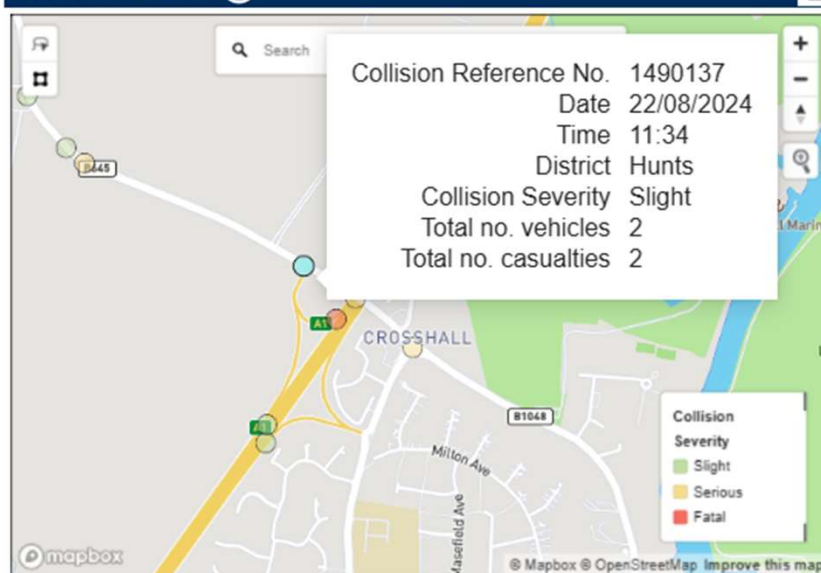 Search
Collision Reference No. 1490137
Date 22/08/2024
Time 11:34
District Hunts
Collision Severity Slight
Total no. vehicles 2
Total no. casualties 2
B645
A1
CROSSHALL
A1
B1048
Milton Ave
Masefield Ave
Collision
Severity
Slight
Serious
Fatal
mapbox
© Mapbox © OpenStreetMap Improve this map